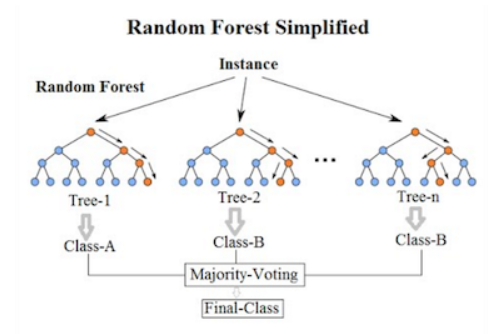 Random Forest Simplified
Instance
Random Forest
Tree-1
Tree-2
Tree-n
Class-A
Class-B
Class-B
Majority-Voting
Final-Class